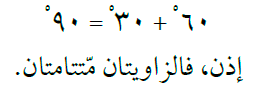 ٦٠° + ٣٠° = ٩٠°
إذن، فالزاويتان مّتتامتان.